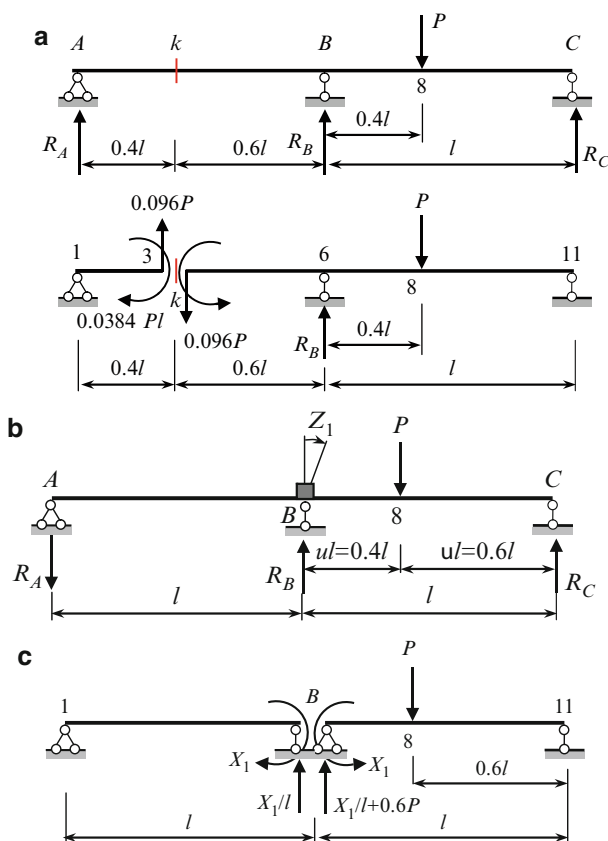 a
A k B P C
8
R_A 0.4l 0.6l R_B 0.4l l R_C
0.096P
P
1 3 6 11
k 8
0.0384 Pl 0.096P R_B 0.4l
0.4l 0.6l l
b
Z_1
P
A B C
8
ul=0.4l υl=0.6l
R_A R_B R_C
l l
c
P
1 B 11
8
X_1 X_1 0.6l
X_1/l X_1/l+0.6P
l l